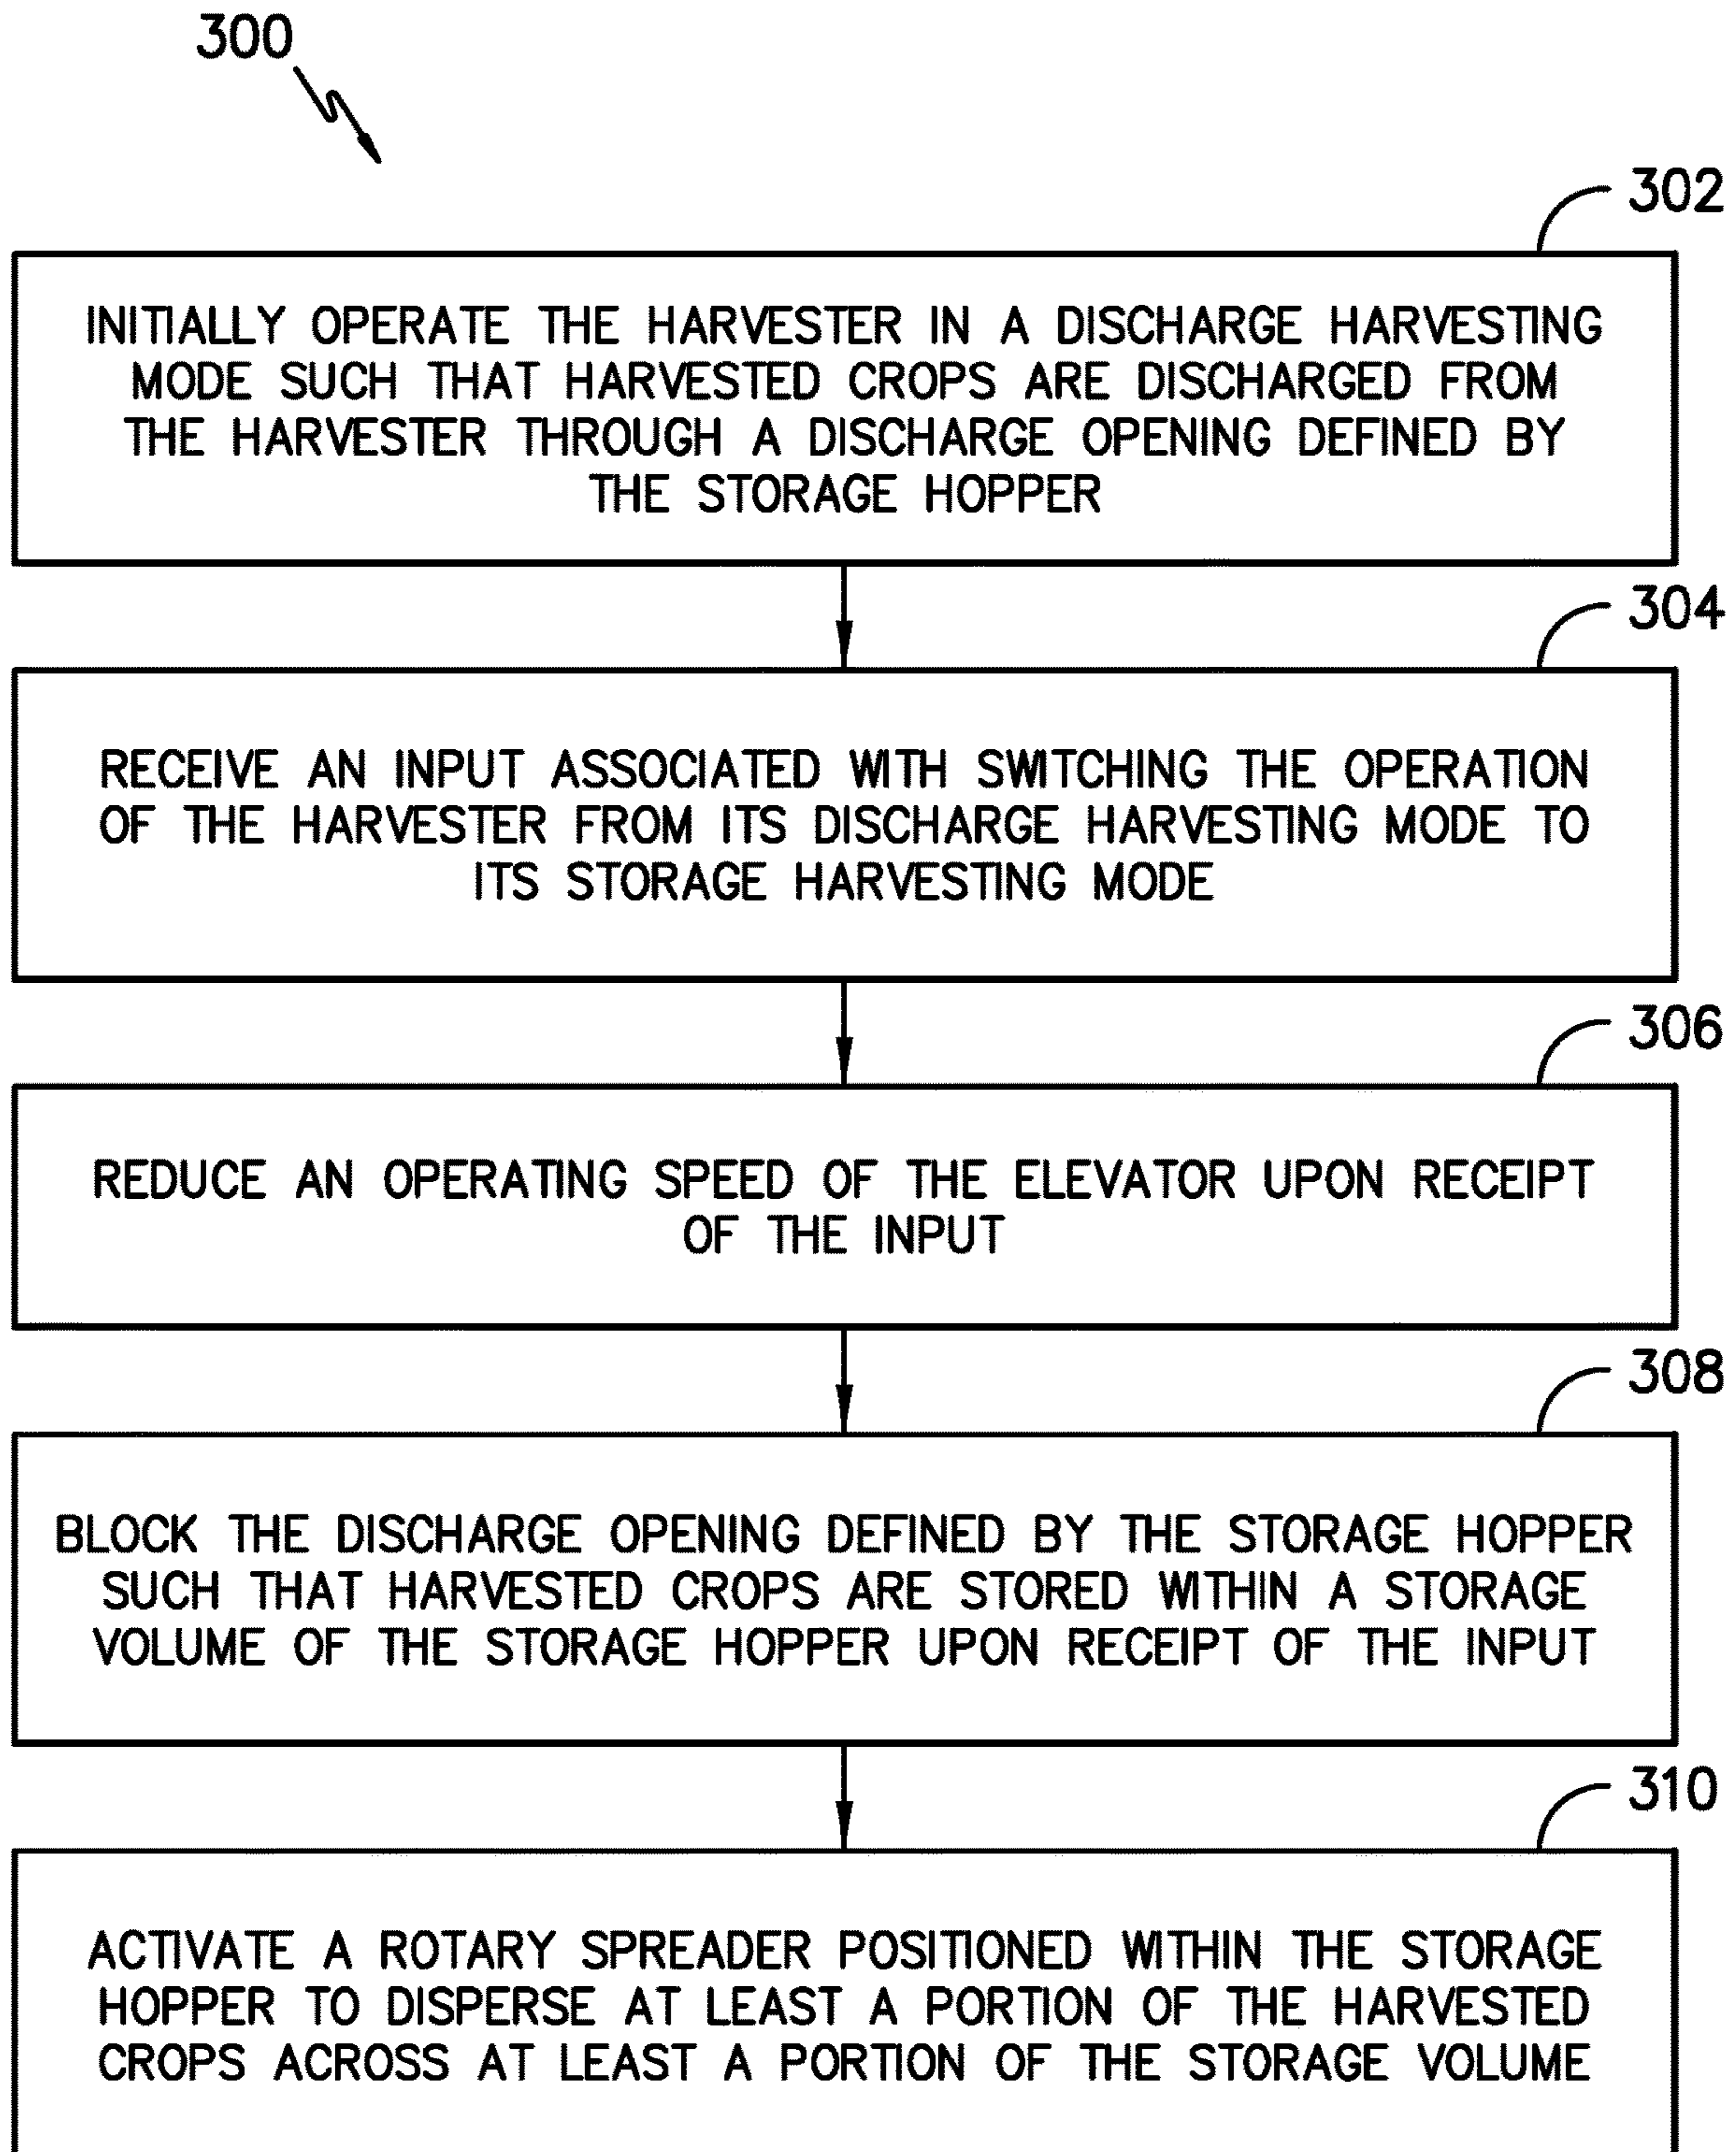 300
302
INITIALLY OPERATE THE HARVESTER IN A DISCHARGE HARVESTING
MODE SUCH THAT HARVESTED CROPS ARE DISCHARGED FROM
THE HARVESTER THROUGH A DISCHARGE OPENING DEFINED BY
THE STORAGE HOPPER
304
RECEIVE AN INPUT ASSOCIATED WITH SWITCHING THE OPERATION
OF THE HARVESTER FROM ITS DISCHARGE HARVESTING MODE TO
ITS STORAGE HARVESTING MODE
306
REDUCE AN OPERATING SPEED OF THE ELEVATOR UPON RECEIPT
OF THE INPUT
308
BLOCK THE DISCHARGE OPENING DEFINED BY THE STORAGE HOPPER
SUCH THAT HARVESTED CROPS ARE STORED WITHIN A STORAGE
VOLUME OF THE STORAGE HOPPER UPON RECEIPT OF THE INPUT
310
ACTIVATE A ROTARY SPREADER POSITIONED WITHIN THE STORAGE
HOPPER TO DISPERSE AT LEAST A PORTION OF THE HARVESTED
CROPS ACROSS AT LEAST A PORTION OF THE STORAGE VOLUME